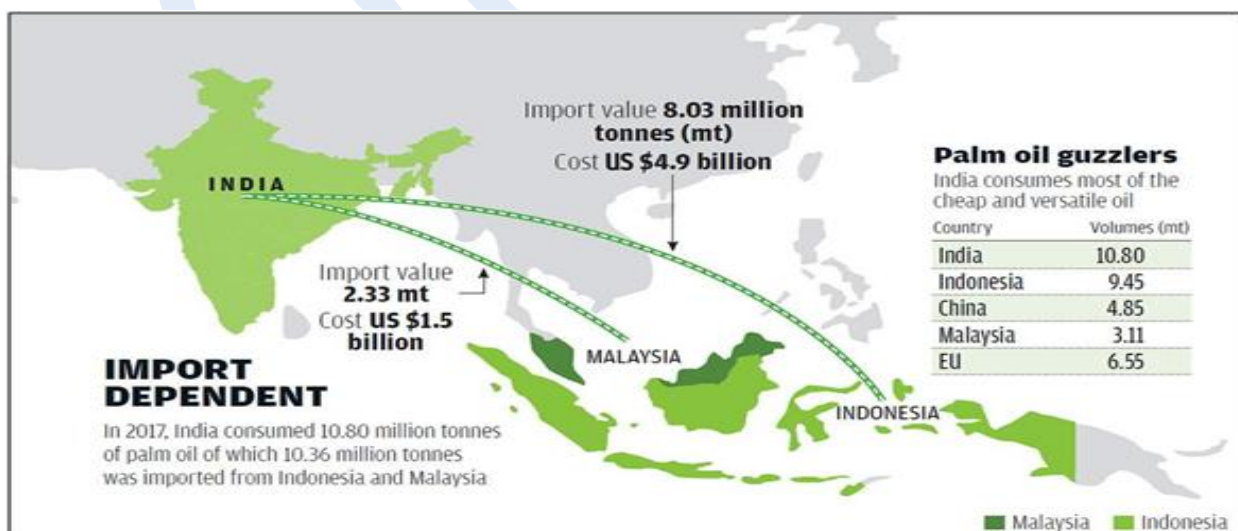 INDIA
Import value 8.03 million
tonnes (mt)
Cost US $4.9 billion
Import value
2.33 mt
Cost US $1.5
billion
MALAYSIA
INDONESIA
IMPORT
DEPENDENT
In 2017, India consumed 10.80 million tonnes
of palm oil of which 10.36 million tonnes
was imported from Indonesia and Malaysia
Palm oil guzzlers
India consumes most of the
cheap and versatile oil
Country Volumes (mt)
India 10.80
Indonesia 9.45
China 4.85
Malaysia 3.11
EU 6.55
Malaysia Indonesia